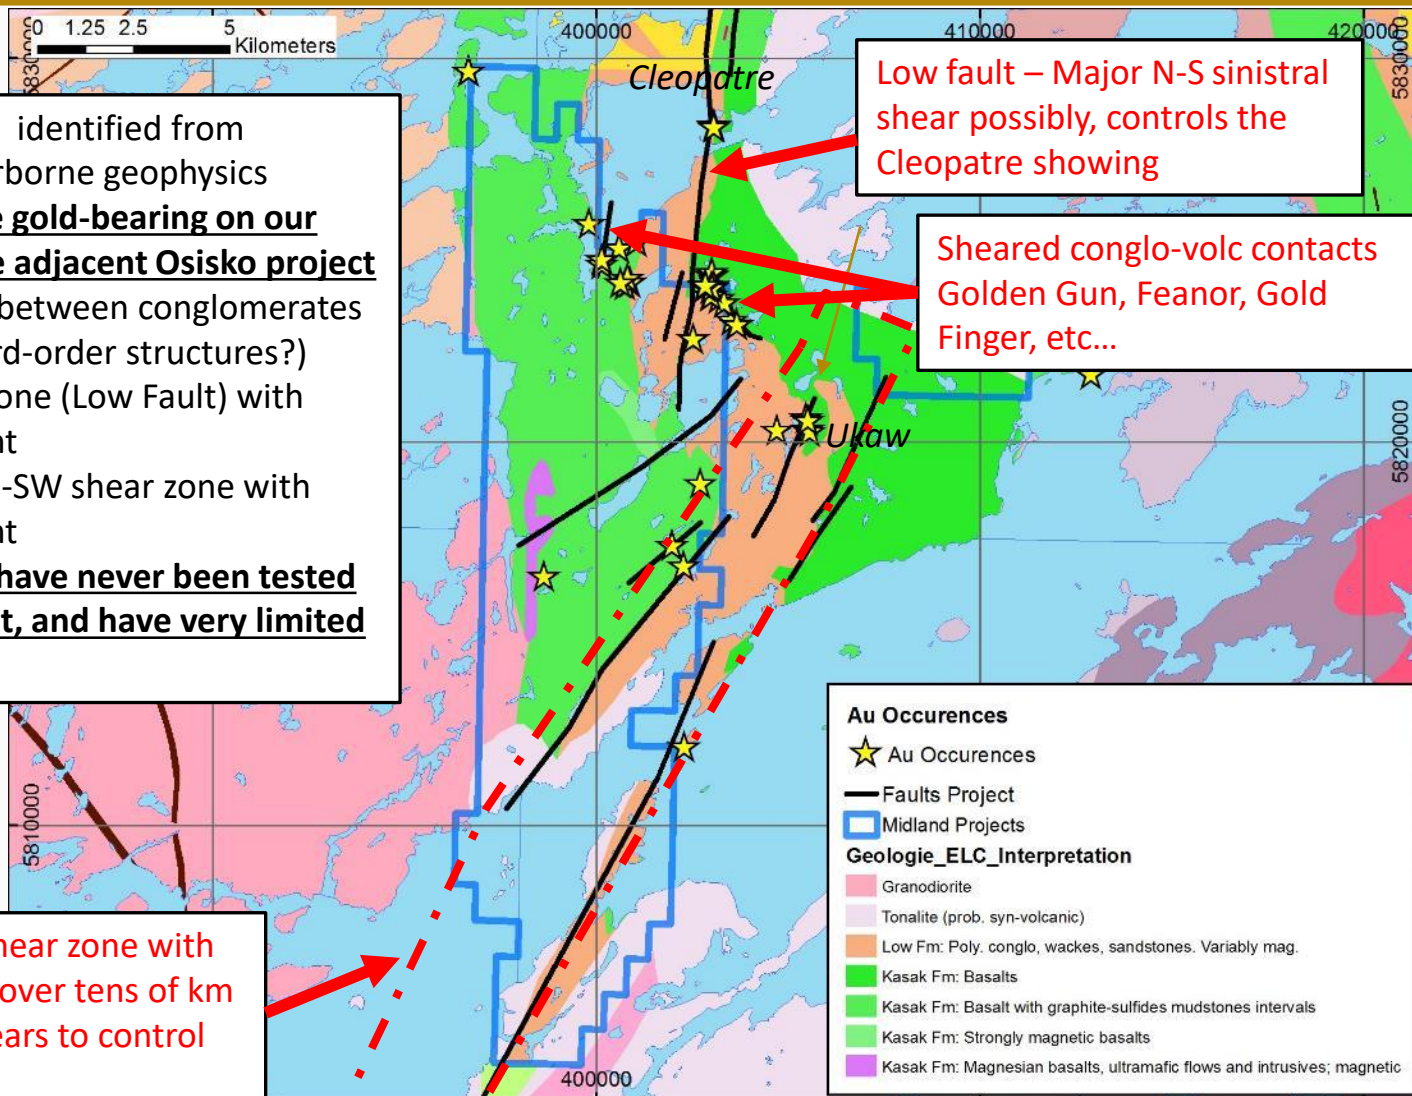 0 1.25 2.5 5
Kilometers
400000
410000
420000
5830000
5830000
Cleopatre
Low fault – Major N-S sinistral
shear possibly, controls the
Cleopatre showing
identified from
rborne geophysics
e gold-bearing on our
e adjacent Osisko project
between conglomerates
rd-order structures?)
one (Low Fault) with
nt
-SW shear zone with
nt
have never been tested
t, and have very limited
Sheared conglo-volc contacts
Golden Gun, Feanor, Gold
Finger, etc…
Ukaw
5820000
5810000
hear zone with
over tens of km
ears to control
400000
Au Occurences
Au Occurences
Faults Project
Midland Projects
Geologie_ELC_Interpretation
Granodiorite
Tonalite (prob. syn-volcanic)
Low Fm: Poly. conglo, wackes, sandstones. Variably mag.
Kasak Fm: Basalts
Kasak Fm: Basalt with graphite-sulfides mudstones intervals
Kasak Fm: Strongly magnetic basalts
Kasak Fm: Magnesian basalts, ultramafic flows and intrusives; magnetic